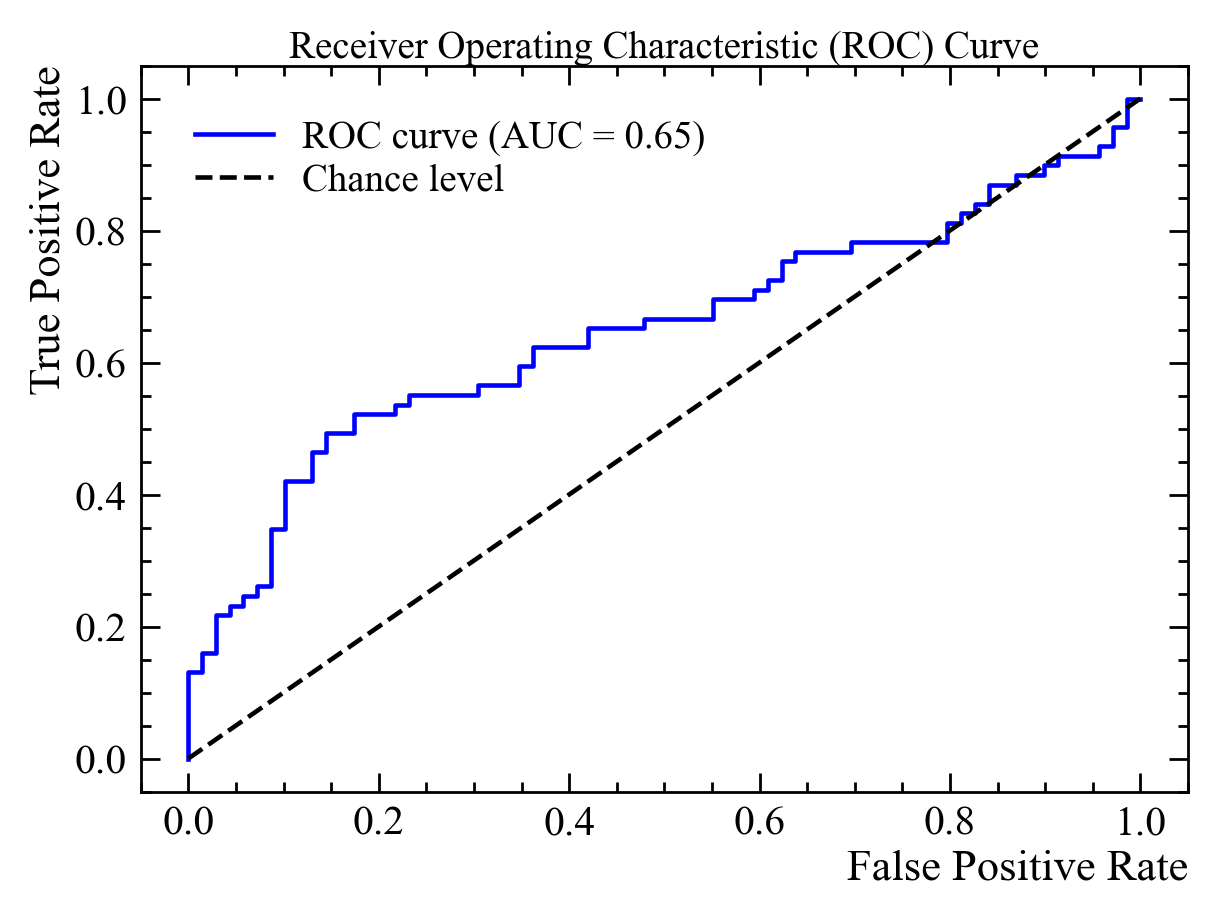 Receiver Operating Characteristic (ROC) Curve
True Positive Rate
1.0
0.8
0.6
0.4
0.2
0.0
ROC curve (AUC = 0.65)
Chance level
0.0 0.2 0.4 0.6 0.8 1.0
False Positive Rate